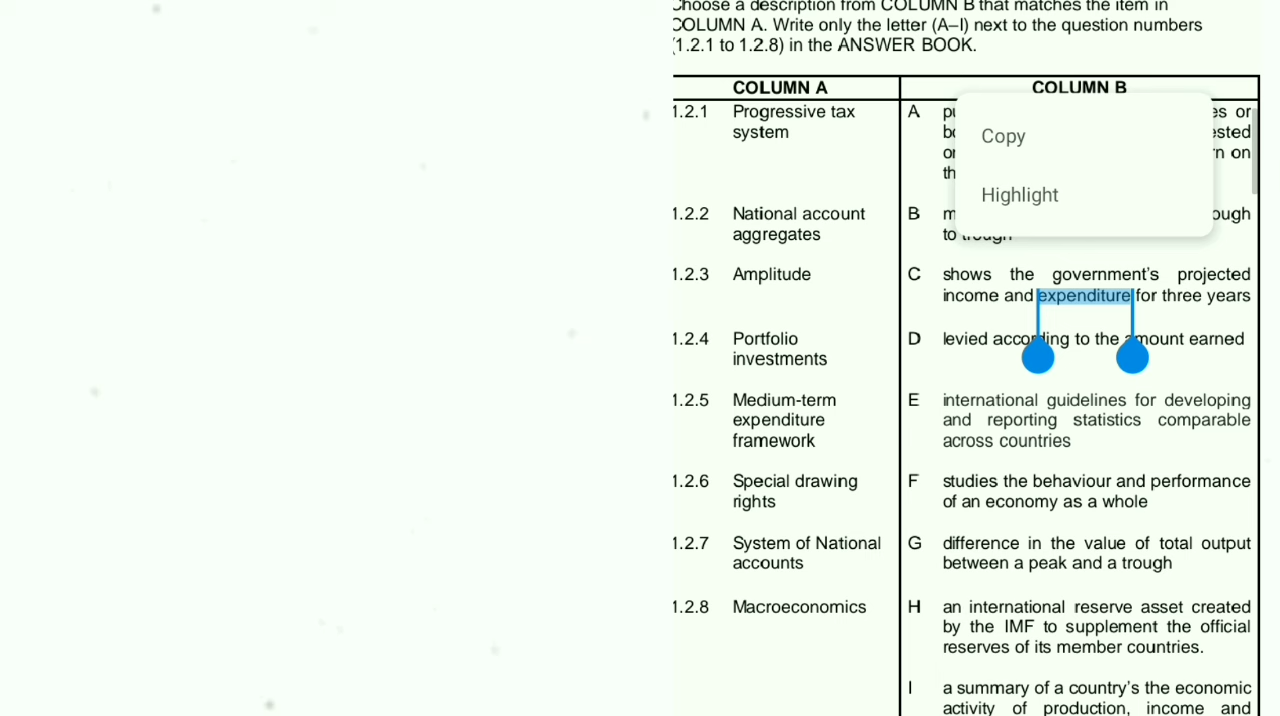 Choose a description from COLUMN B that matches the item in
COLUMN A. Write only the letter (A–I) next to the question numbers
(1.2.1 to 1.2.8) in the ANSWER BOOK.
COLUMN A
COLUMN B
1.2.1 Progressive tax
system
A
or
on
1.2.2 National account
aggregates
B
to trough
1.2.3 Amplitude
C shows the government's projected
income and expenditure for three years
1.2.4 Portfolio
investments
D levied according to the amount earned
1.2.5 Medium-term
expenditure
framework
E international guidelines for developing
and reporting statistics comparable
across countries
1.2.6 Special drawing
rights
F studies the behaviour and performance
of an economy as a whole
1.2.7 System of National
accounts
G difference in the value of total output
between a peak and a trough
1.2.8 Macroeconomics
H an international reserve asset created
by the IMF to supplement the official
reserves of its member countries.
I a summary of a country's the economic
activity of production, income and
Copy
Highlight